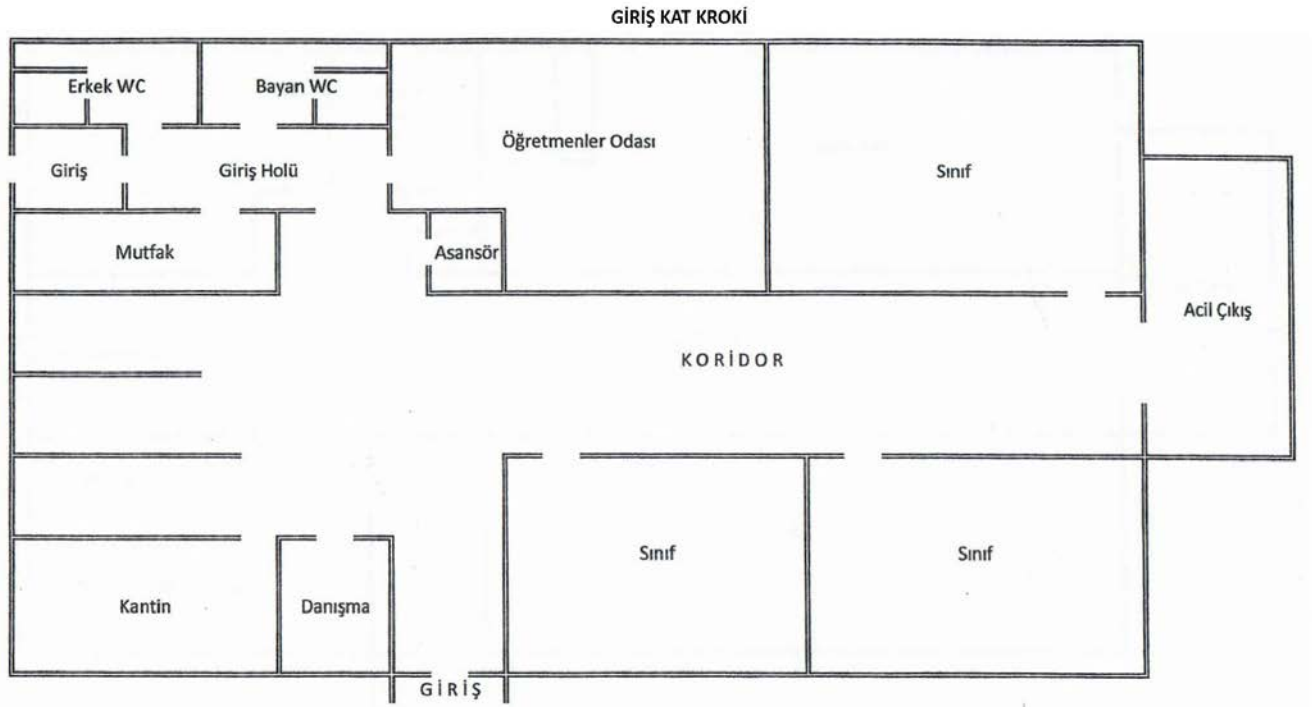 GİRİŞ KAT KROKİ
Erkek WC
Bayan WC
Öğretmenler Odası
Sınıf
Giriş
Giriş Holü
Mutfak
Asansör
Acil Çıkış
KORİDOR
Sınıf
Sınıf
Kantin
Danışma
GİRİŞ